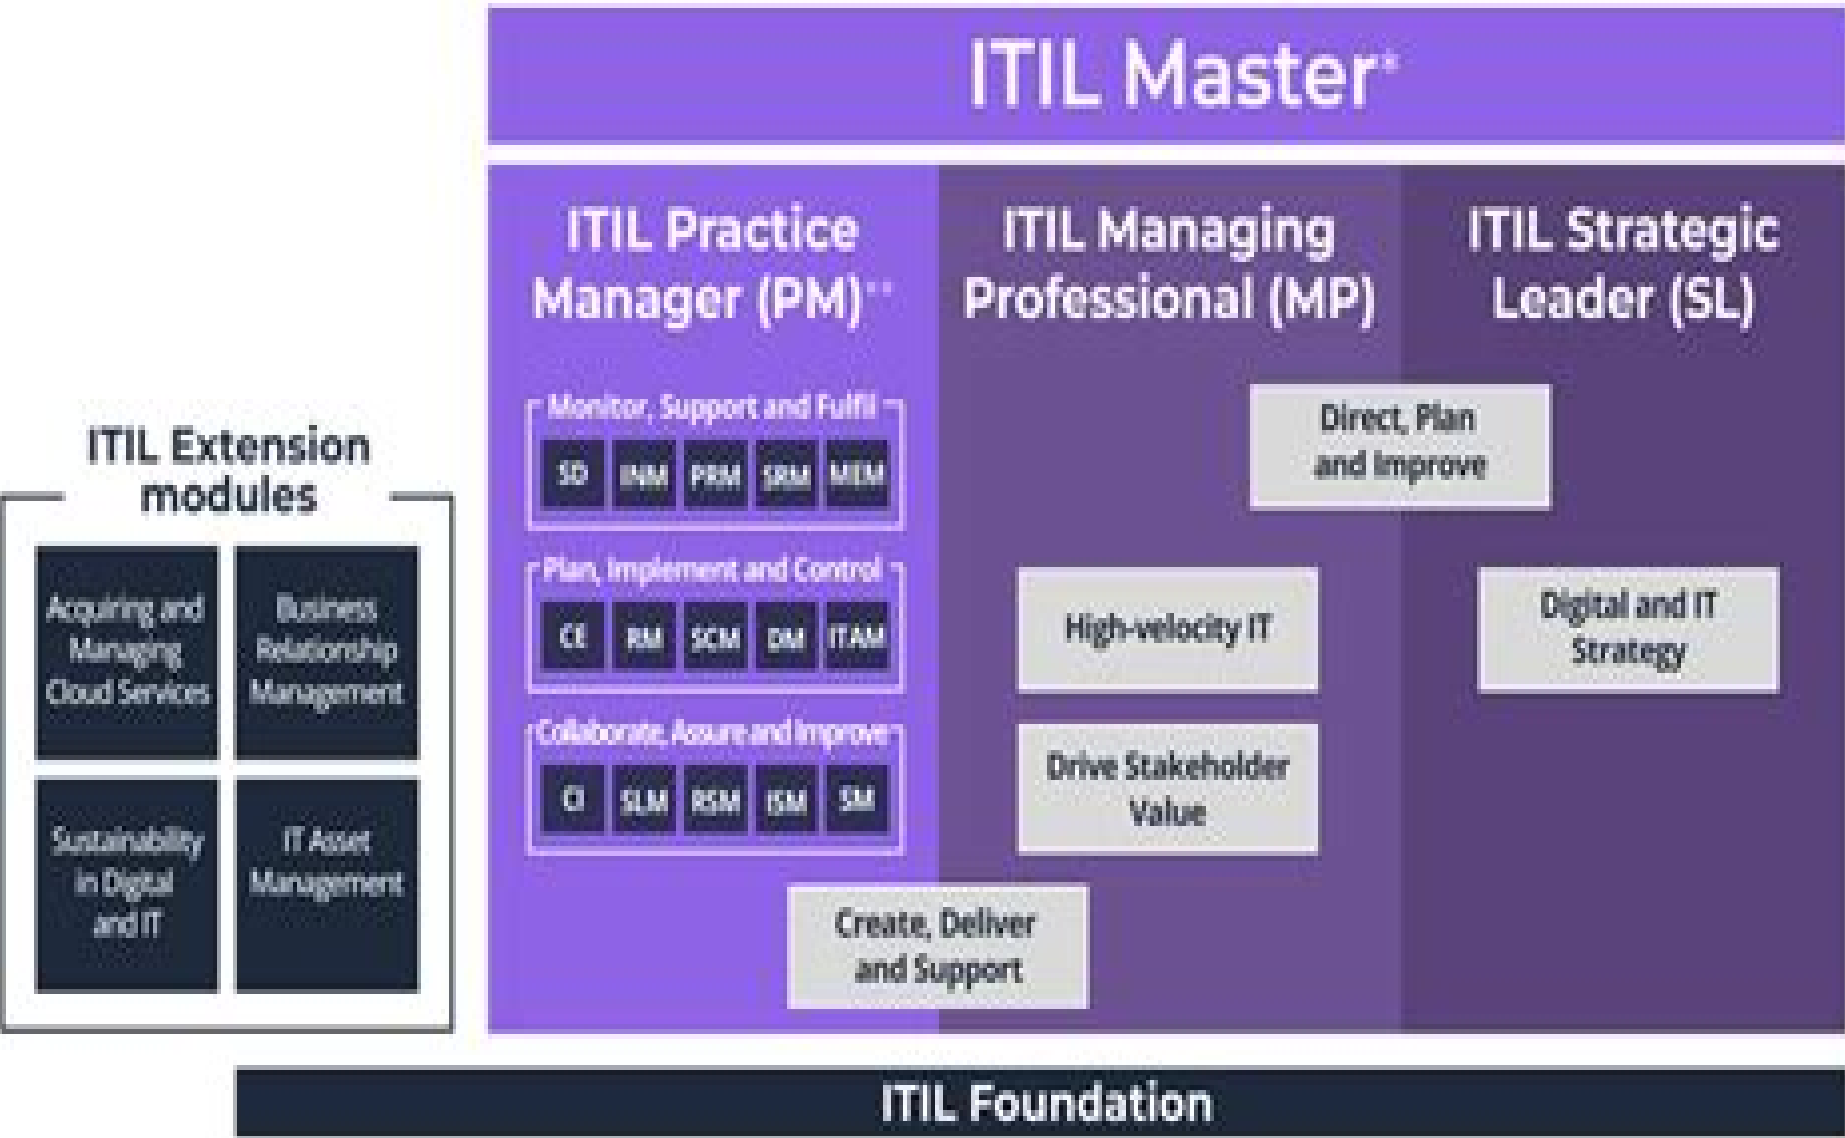 ITIL Master*
ITIL Practice
Manager (PM)**
ITIL Managing
Professional (MP)
ITIL Strategic
Leader (SL)
Monitor, Support and Fulfil
SD INM PRM SRM MEM
Plan, Implement and Control
CE RM SCM DM ITAM
Collaborate, Assure and Improve
CI SLM RSM ISM SM
Direct, Plan
and Improve
High-velocity IT
Digital and IT
Strategy
Drive Stakeholder
Value
Create, Deliver
and Support
ITIL Extension
modules
Acquiring and
Managing
Cloud Services
Business
Relationship
Management
Sustainability
in Digital
and IT
IT Asset
Management
ITIL Foundation